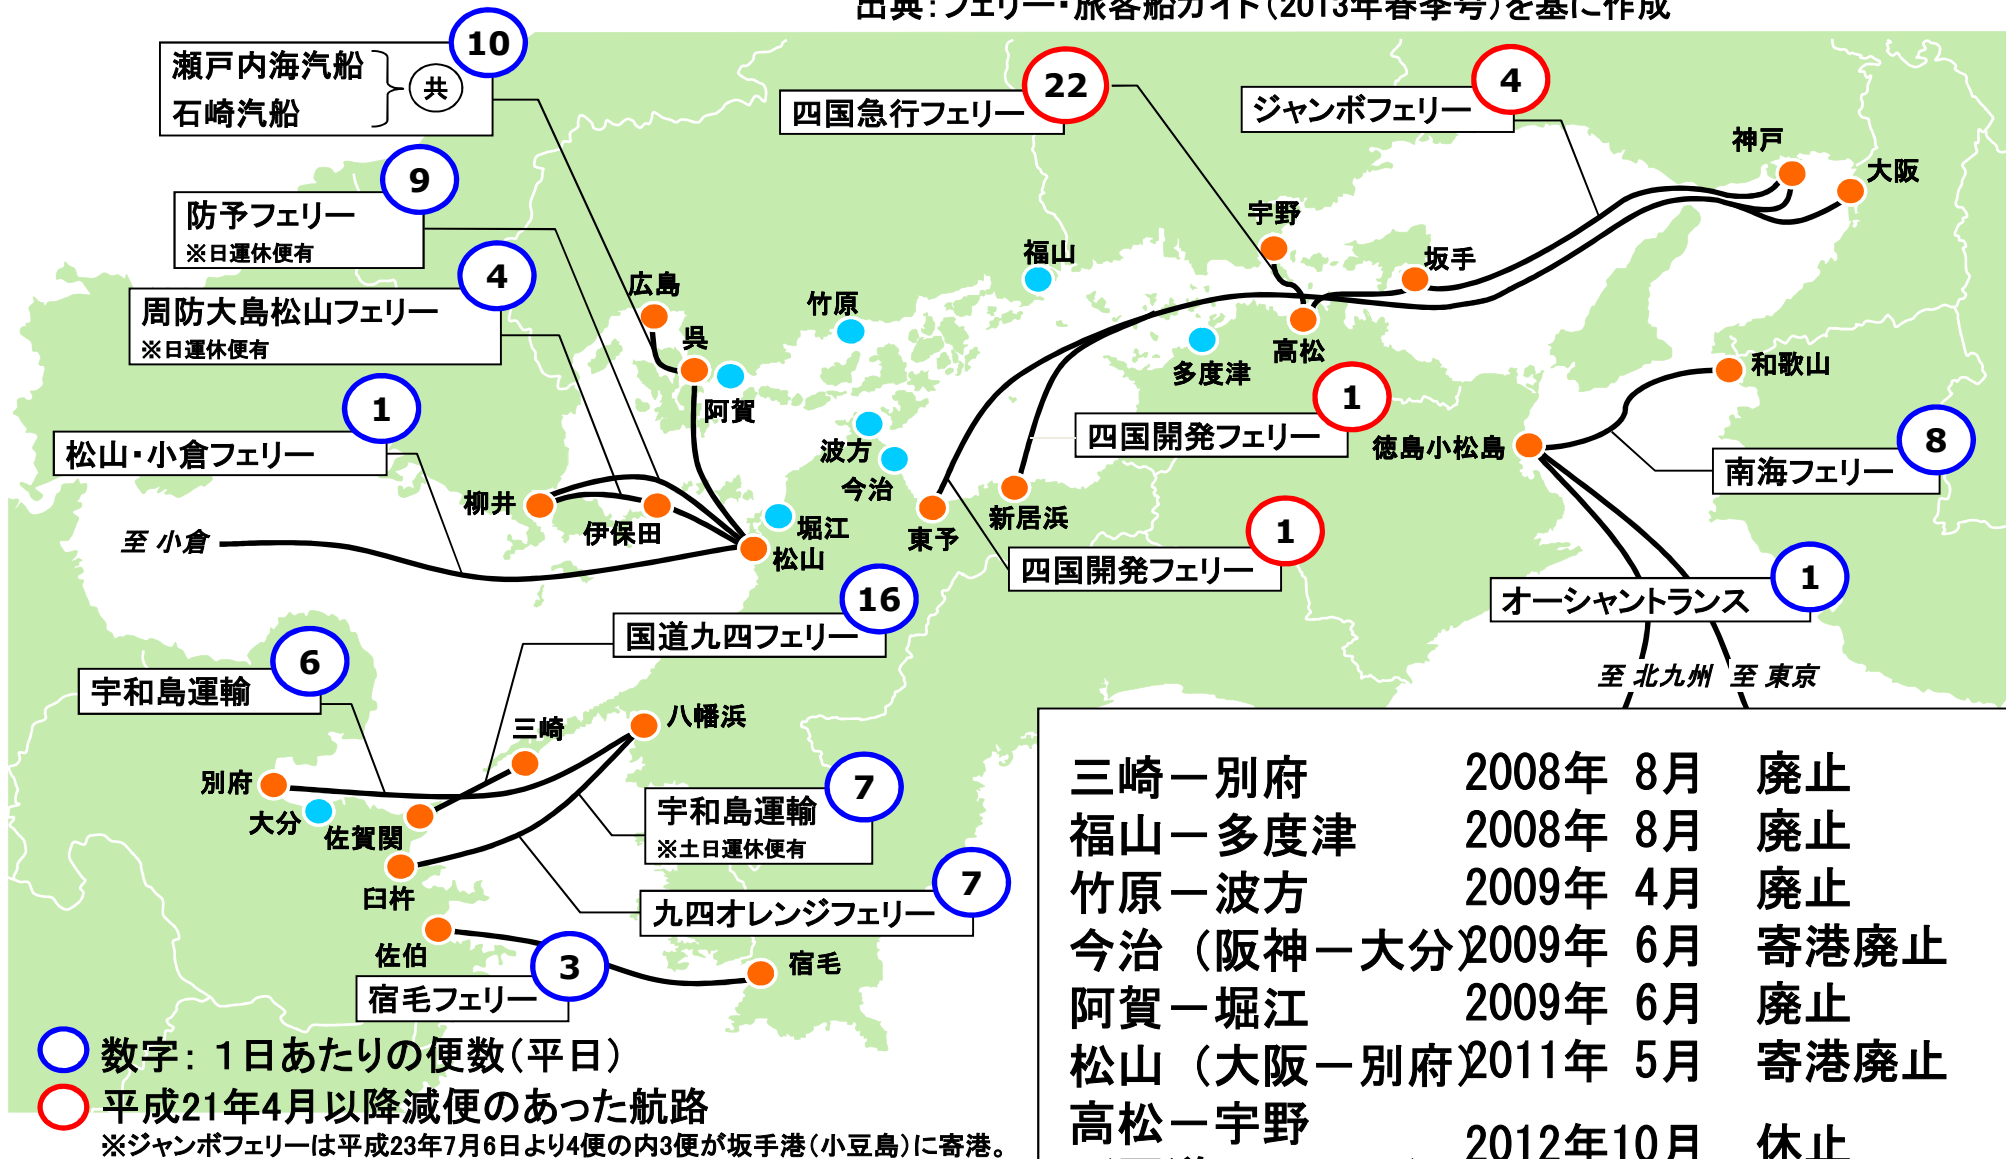 出典：フェリー・旅客船ガイド（2013年春季号）を基に作成
瀬戸内海汽船
石崎汽船
共
10
防予フェリー
※日運休便有
9
周防大島松山フェリー
※日運休便有
4
松山・小倉フェリー
1
四国急行フェリー
22
ジャンボフェリー
4
神戸
大阪
宇野
坂手
福山
広島
竹原
呉
阿賀
高松
多度津
和歌山
四国開発フェリー
1
徳島小松島
南海フェリー
8
波方
今治
柳井
伊保田
堀江
松山
東予
新居浜
至 小倉
四国開発フェリー
1
オーシャントランス
1
国道九四フェリー
16
至 北九州
至 東京
宇和島運輸
6
三崎
八幡浜
別府
大分
佐賀関
宇和島運輸
※土日運休便有
7
臼杵
九四オレンジフェリー
7
佐伯
宿毛
宿毛フェリー
3
数字：１日あたりの便数（平日）
平成21年4月以降減便のあった航路
※ジャンボフェリーは平成23年7月6日より4便の内3便が坂手港（小豆島）に寄港。
三崎－別府 2008年 8月 廃止
福山－多度津 2008年 8月 廃止
竹原－波方 2009年 4月 廃止
今治（阪神－大分）2009年 6月 寄港廃止
阿賀－堀江 2009年 6月 廃止
松山（大阪－別府）2011年 5月 寄港廃止
高松－宇野
2012年10月 休止